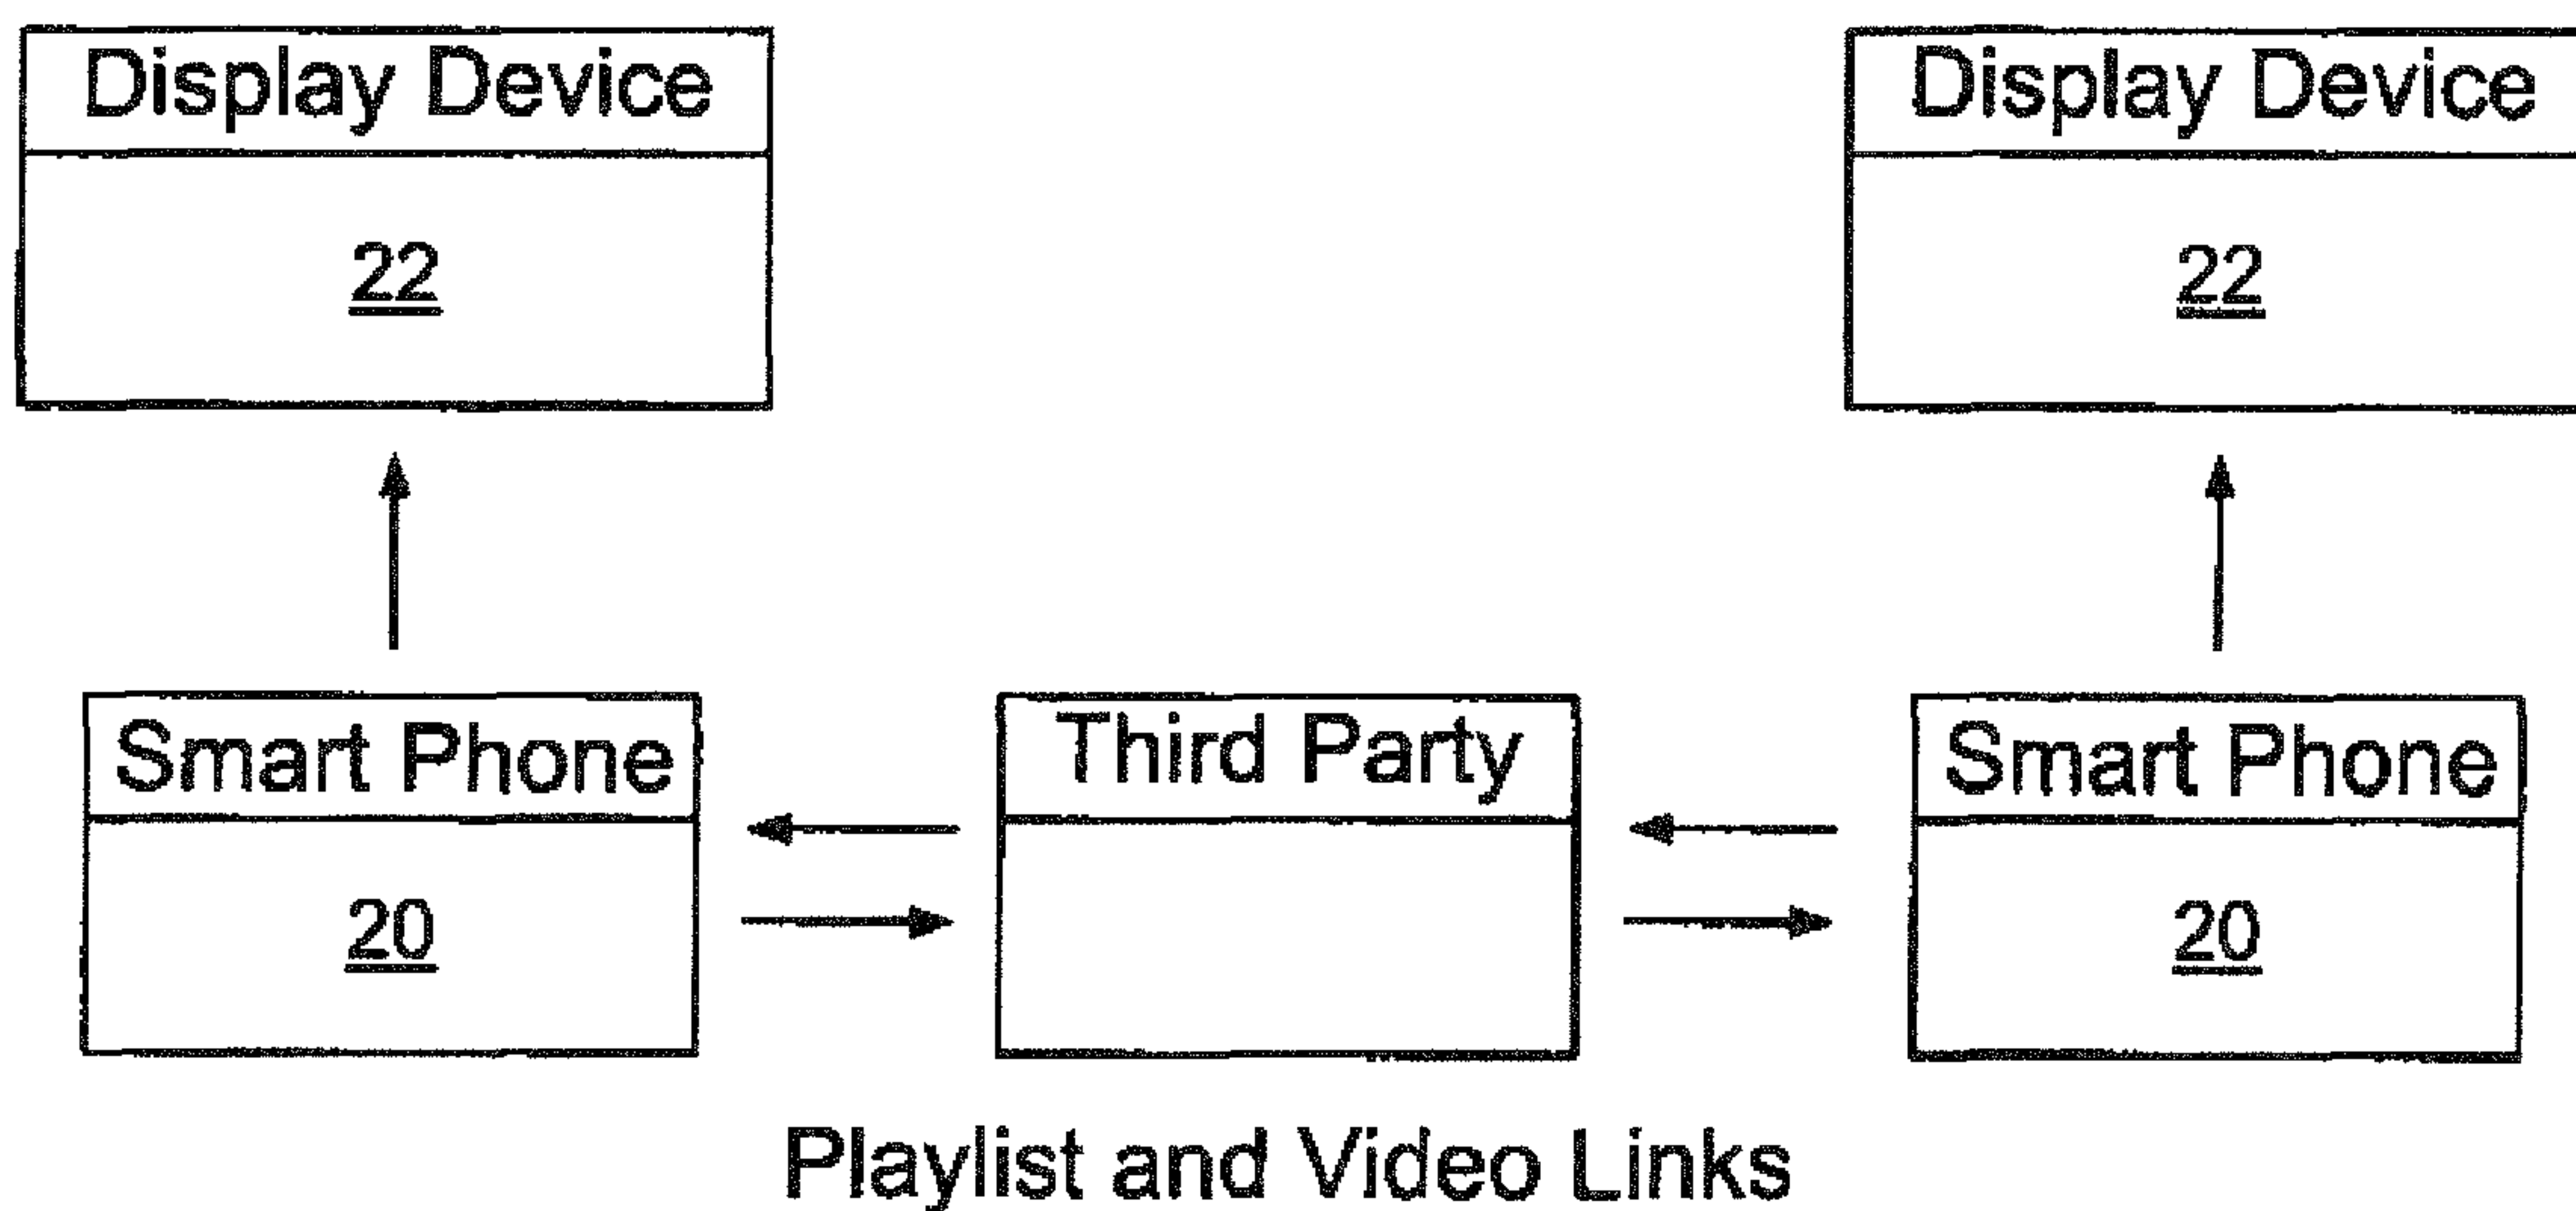 Display Device
Display Device
22
22
Smart Phone
Third Party
Smart Phone
20
20
Playlist and Video Links